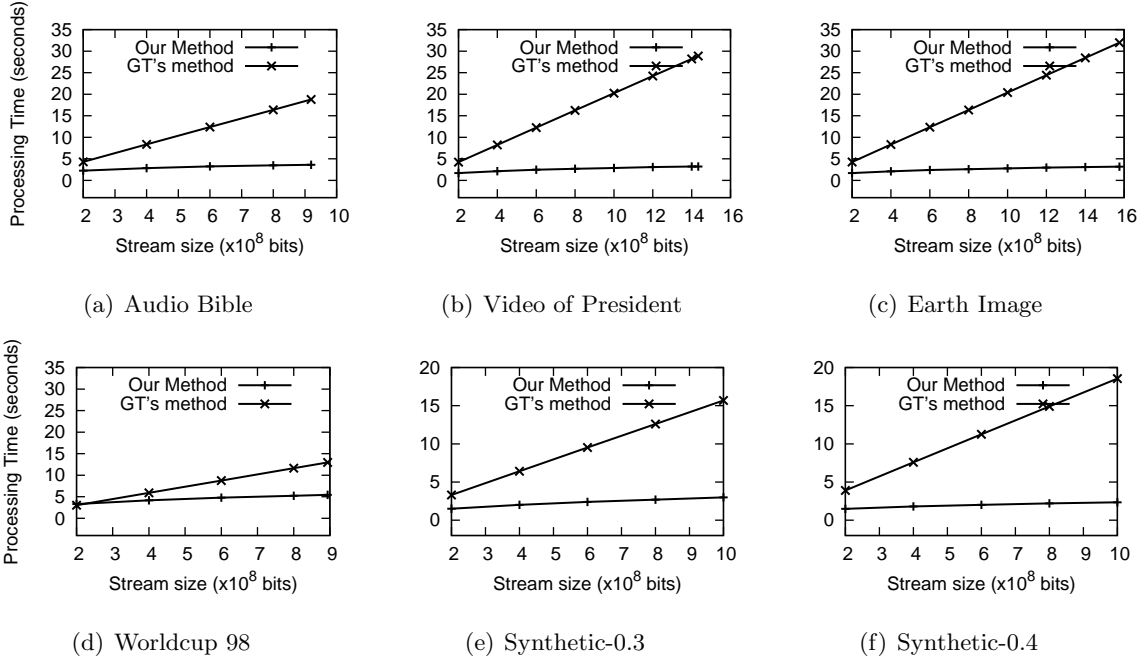 Processing Time (seconds)
35
30
25
20
15
10
5
0
Our Method
GT's method
2 3 4 5 6 7 8 9 10
Stream size (x10^8 bits)
(a) Audio Bible
35
30
25
20
15
10
5
0
Our Method
GT's method
2 4 6 8 10 12 14 16
Stream size (x10^8 bits)
(b) Video of President
35
30
25
20
15
10
5
0
Our Method
GT's method
2 4 6 8 10 12 14 16
Stream size (x10^8 bits)
(c) Earth Image
Processing Time (seconds)
35
30
25
20
15
10
5
0
Our Method
GT's method
2 3 4 5 6 7 8 9
Stream size (x10^8 bits)
(d) Worldcup 98
20
15
10
5
0
Our Method
GT's method
2 3 4 5 6 7 8 9 10
Stream size (x10^8 bits)
(e) Synthetic-0.3
20
15
10
5
0
Our Method
GT's method
2 3 4 5 6 7 8 9 10
Stream size (x10^8 bits)
(f) Synthetic-0.4